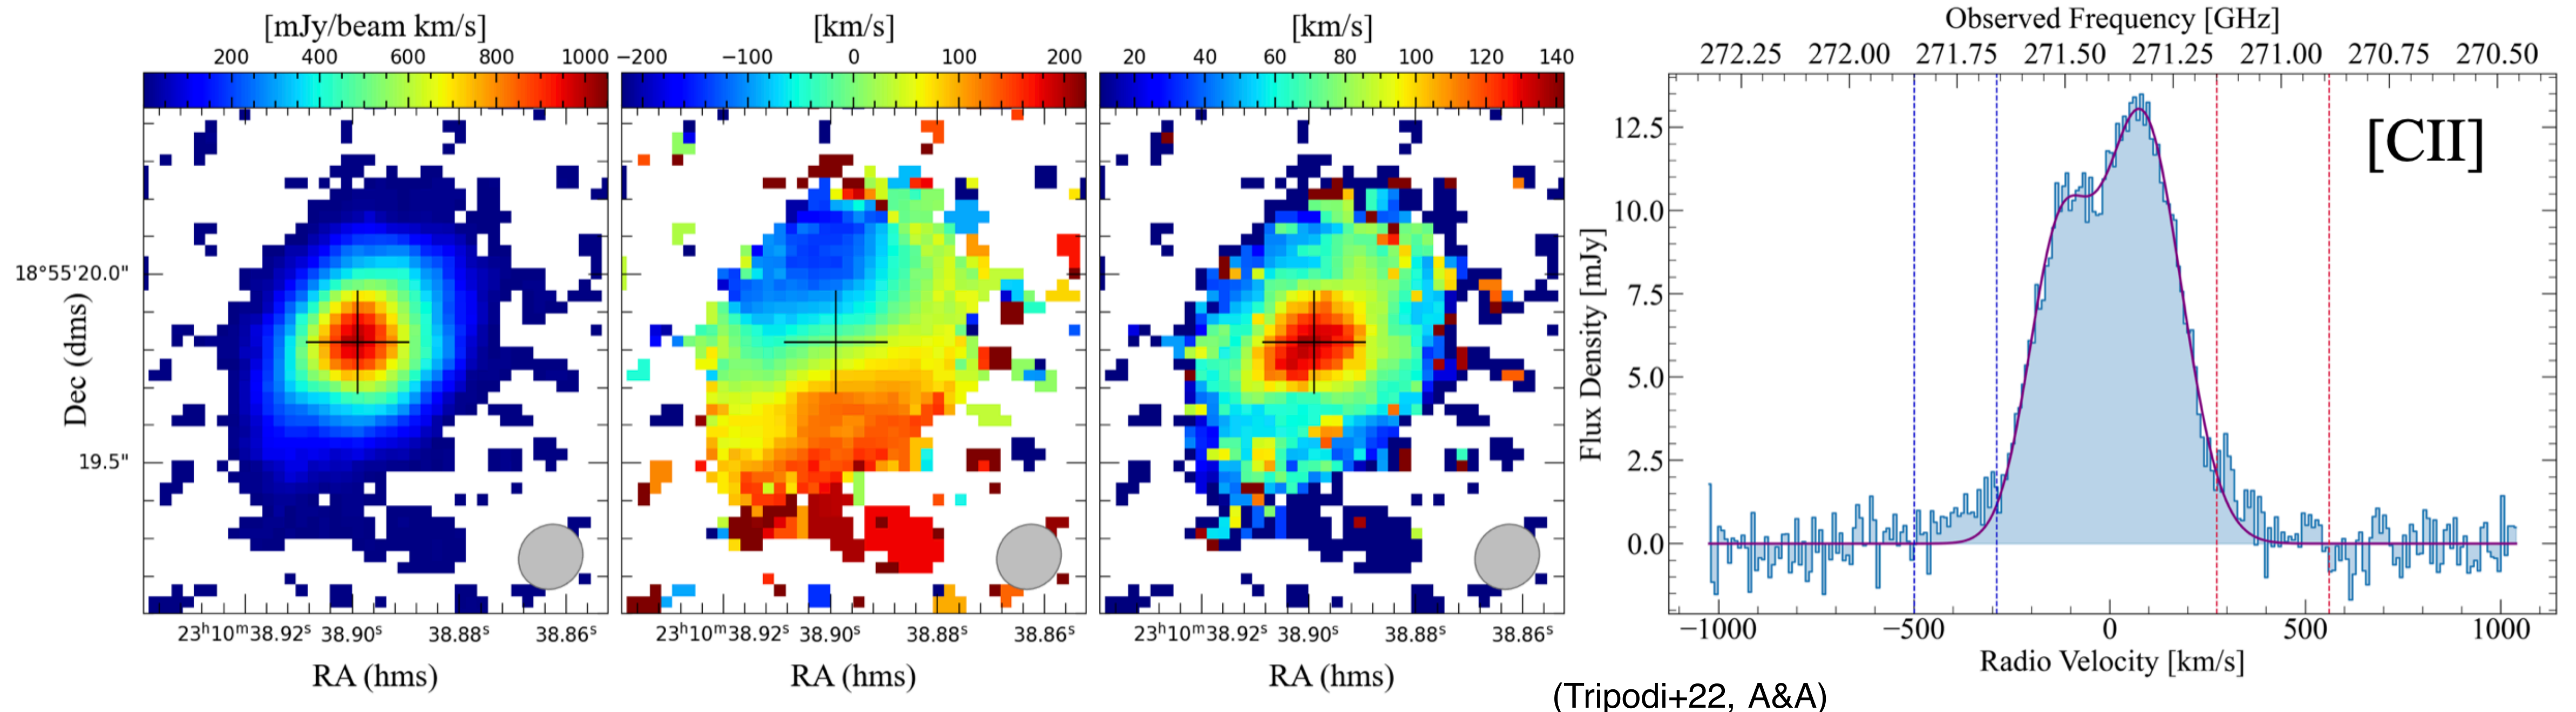 [mJy/beam km/s]
200 400 600 800 1000
[km/s]
−200 −100 0 100 200
[km/s]
20 40 60 80 100 120 140
Observed Frequency [GHz]
272.25 272.00 271.75 271.50 271.25 271.00 270.75 270.50
Dec (dms)
18°55'20.0"
19.5"
23ʰ10ᵐ38.92ˢ 38.90ˢ 38.88ˢ 38.86ˢ
RA (hms)
23ʰ10ᵐ38.92ˢ 38.90ˢ 38.88ˢ 38.86ˢ
RA (hms)
23ʰ10ᵐ38.92ˢ 38.90ˢ 38.88ˢ 38.86ˢ
RA (hms)
Flux Density [mJy]
12.5
10.0
7.5
5.0
2.5
0.0
[CII]
−1000 −500 0 500 1000
Radio Velocity [km/s]
(Tripodi+22, A&A)